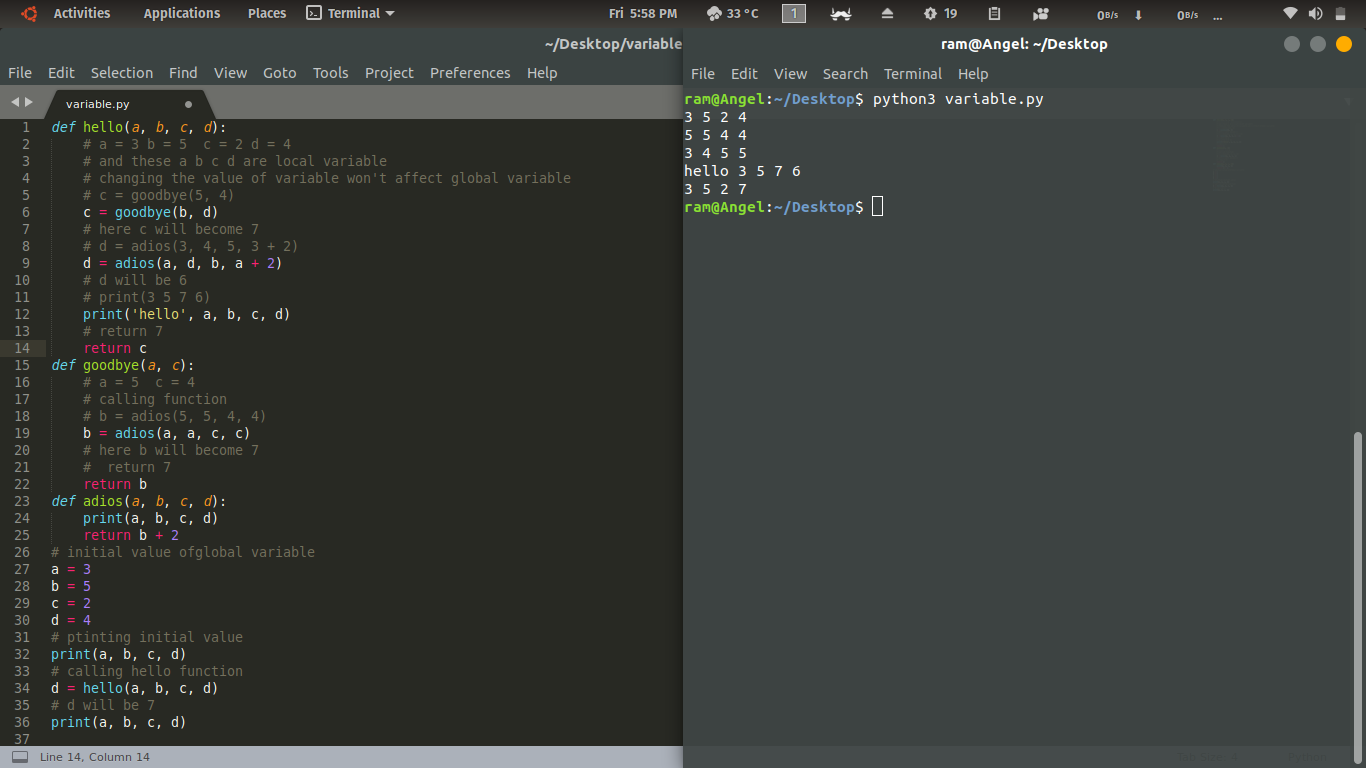 Activities Applications Places Terminal Fri 5:58 PM 33 °C 1 19 0B/s 0B/s ...
~/Desktop/variable
File Edit Selection Find View Goto Tools Project Preferences Help
variable.py
1 def hello(a, b, c, d):
2 # a = 3 b = 5  c = 2 d = 4
3 # and these a b c d are local variable
4 # changing the value of variable won't affect global variable
5 # c = goodbye(5, 4)
6 c = goodbye(b, d)
7 # here c will become 7
8 # d = adios(3, 4, 5, 3 + 2)
9 d = adios(a, d, b, a + 2)
10 # d will be 6
11 # print(3 5 7 6)
12 print('hello', a, b, c, d)
13 # return 7
14 return c
15 def goodbye(a, c):
16 # a = 5  c = 4
17 # calling function
18 # b = adios(5, 5, 4, 4)
19 b = adios(a, a, c, c)
20 # here b will become 7
21 #  return 7
22 return b
23 def adios(a, b, c, d):
24 print(a, b, c, d)
25 return b + 2
26 # initial value ofglobal variable
27 a = 3
28 b = 5
29 c = 2
30 d = 4
31 # ptinting initial value
32 print(a, b, c, d)
33 # calling hello function
34 d = hello(a, b, c, d)
35 # d will be 7
36 print(a, b, c, d)
37
Line 14, Column 14
ram@Angel: ~/Desktop
File Edit View Search Terminal Help
ram@Angel:~/Desktop$ python3 variable.py
3 5 2 4
5 5 4 4
3 4 5 5
hello 3 5 7 6
3 5 2 7
ram@Angel:~/Desktop$